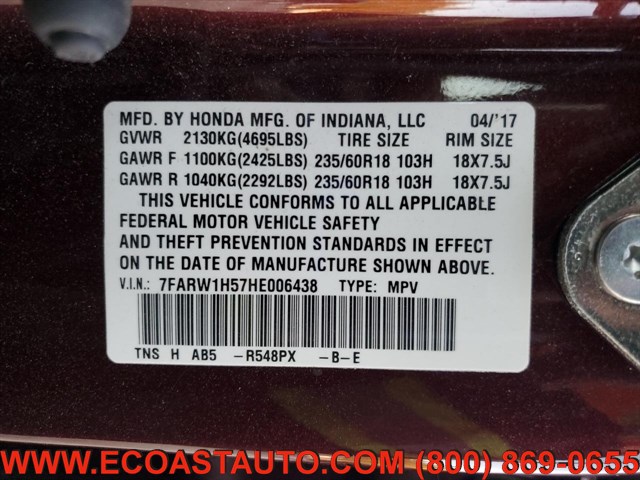 MFD. BY HONDA MFG. OF INDIANA, LLC 04/'17
GVWR 2130KG(4695LBS) TIRE SIZE RIM SIZE
GAWR F 1100KG(2425LBS) 235/60R18 103H 18X7.5J
GAWR R 1040KG(2292LBS) 235/60R18 103H 18X7.5J
THIS VEHICLE CONFORMS TO ALL APPLICABLE
FEDERAL MOTOR VEHICLE SAFETY
AND THEFT PREVENTION STANDARDS IN EFFECT
ON THE DATE OF MANUFACTURE SHOWN ABOVE.
V.I.N.: 7FARW1H57HE006438 TYPE: MPV
TNS H AB5 -R548PX -B-E
WWW.ECOASTAUTO.COM (800) 869-0655